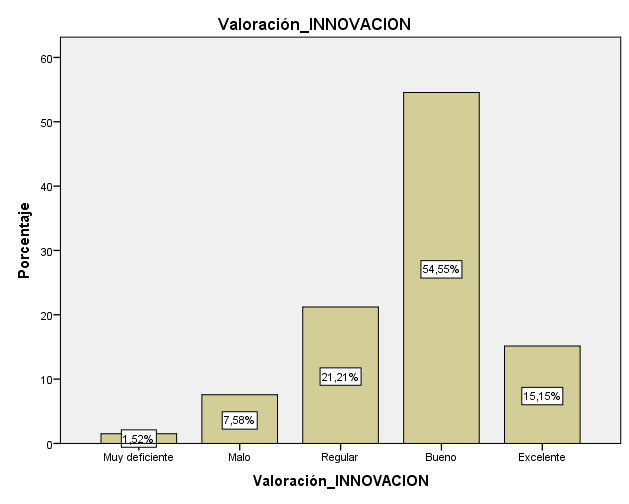 Valoración_INNOVACION
Porcentaje
60
50
40
30
20
10
0
1,52%
7,58%
21,21%
54,55%
15,15%
Muy deficiente
Malo
Regular
Bueno
Excelente
Valoración_INNOVACION